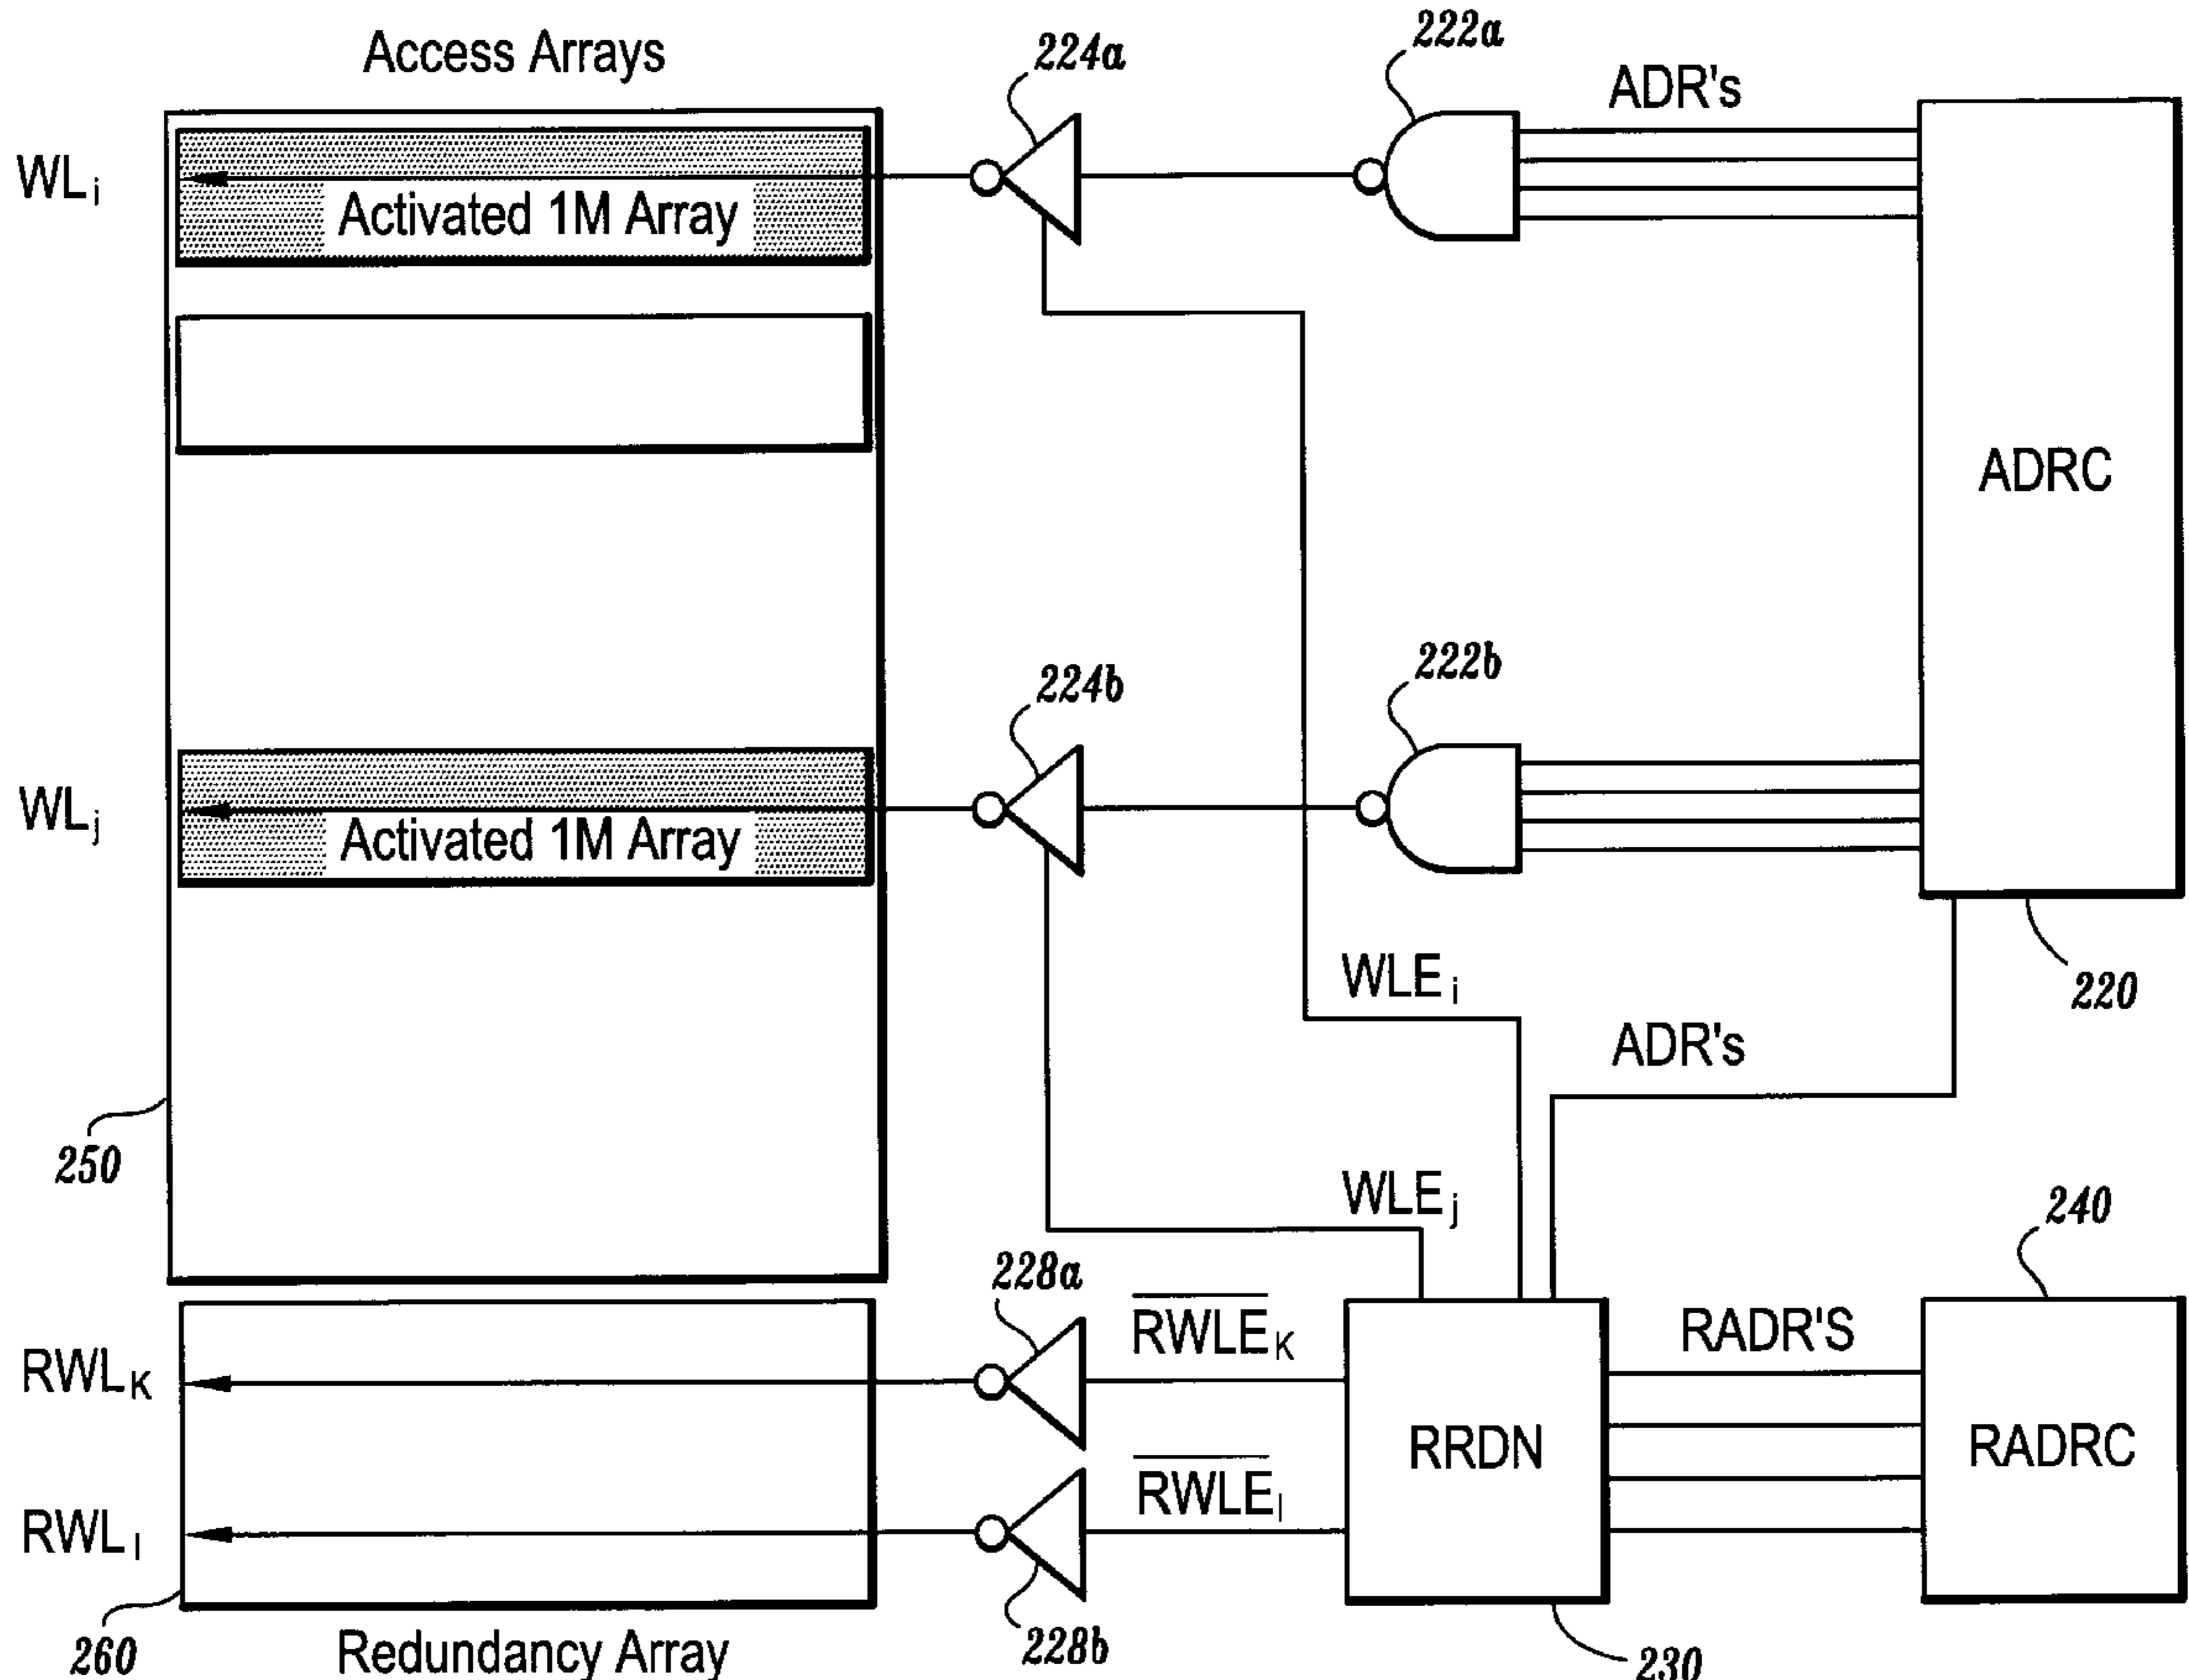 Access Arrays
224a
222a
ADR's
WLi
Activated 1M Array
ADRC
224b
222b
WLj
Activated 1M Array
WLEi
220
ADR's
250
WLEj
240
228a
RWLEK
RADR'S
RWLK
RRDN
RADRC
RWLEl
RWLl
260
Redundancy Array
228b
230